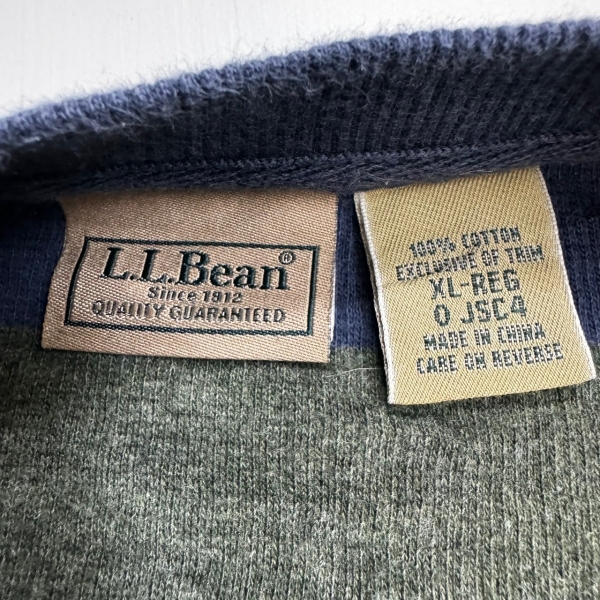 L.L.Bean®
Since 1912
QUALITY GUARANTEED
100% COTTON
EXCLUSIVE OF TRIM
XL-REG
0 JSC4
MADE IN CHINA
CARE ON REVERSE